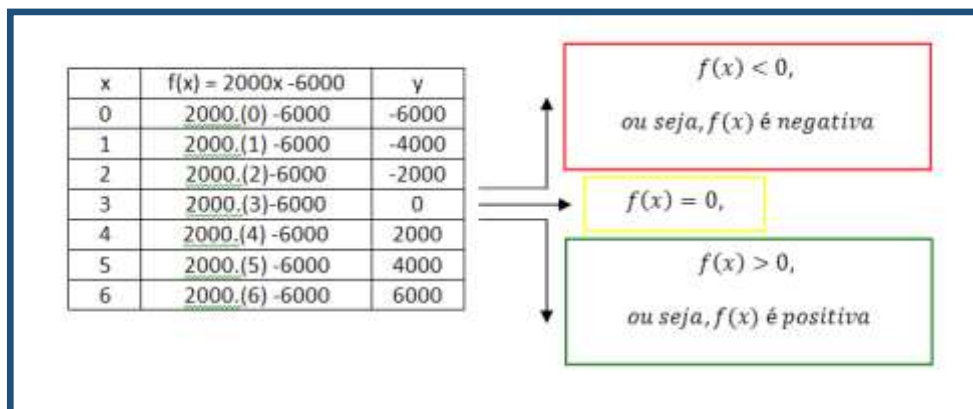 x f(x) = 2000x -6000 y
0 2000.(0) -6000 -6000
1 2000.(1) -6000 -4000
2 2000.(2)-6000 -2000
3 2000.(3)-6000 0
4 2000.(4) -6000 2000
5 2000.(5) -6000 4000
6 2000.(6) -6000 6000
f(x) < 0,
ou seja, f(x) é negativa
f(x) = 0,
f(x) > 0,
ou seja, f(x) é positiva